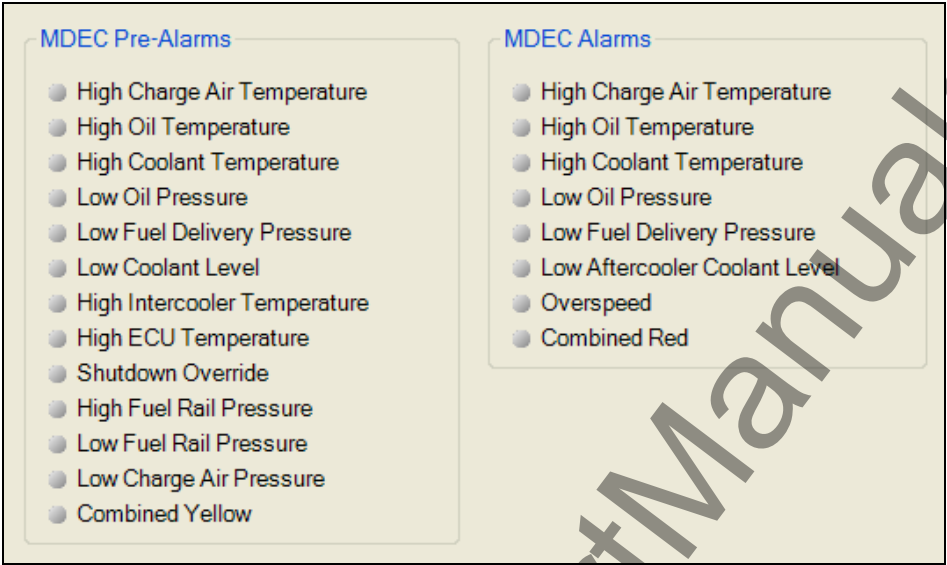 MDEC Pre-Alarms
High Charge Air Temperature
High Oil Temperature
High Coolant Temperature
Low Oil Pressure
Low Fuel Delivery Pressure
Low Coolant Level
High Intercooler Temperature
High ECU Temperature
Shutdown Override
High Fuel Rail Pressure
Low Fuel Rail Pressure
Low Charge Air Pressure
Combined Yellow
MDEC Alarms
High Charge Air Temperature
High Oil Temperature
High Coolant Temperature
Low Oil Pressure
Low Fuel Delivery Pressure
Low Aftercooler Coolant Level
Overspeed
Combined Red